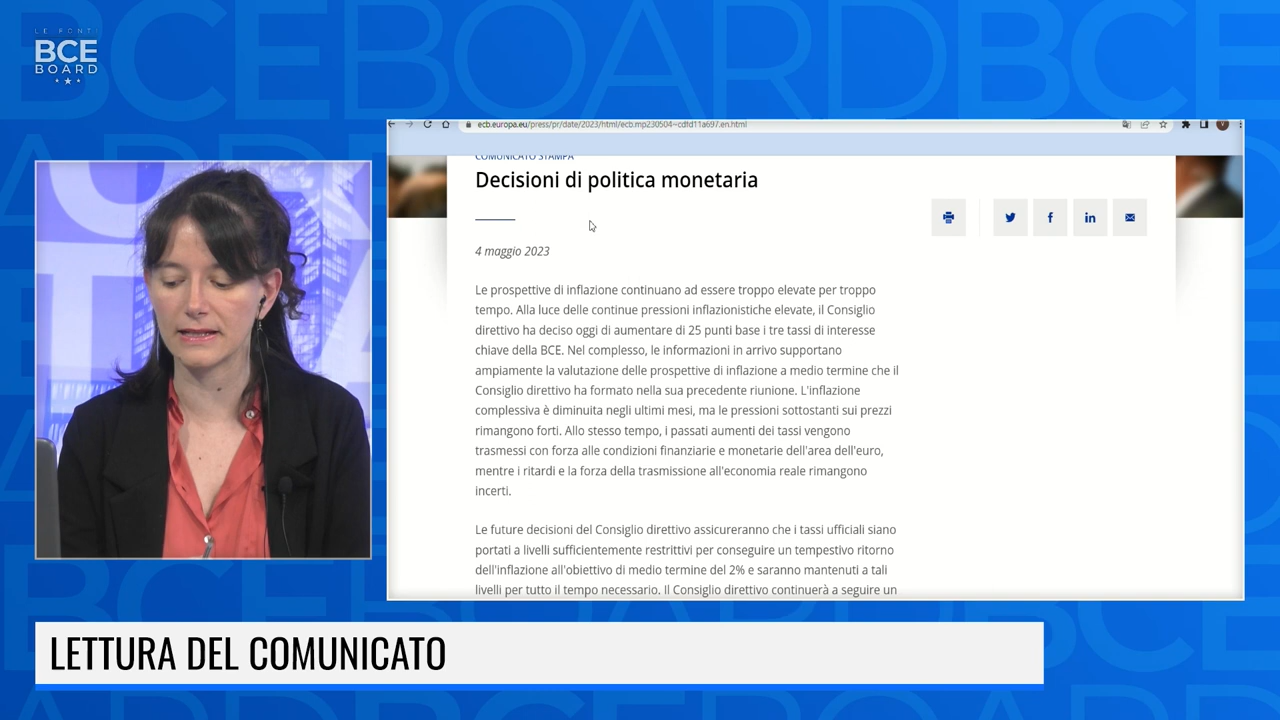 LE FONTI
BCE
BOARD
ecb.europa.eu/press/pr/date/2023/html/ecb.mp230504~cdfd11a697.en.html
COMUNICATO STAMPA
Decisioni di politica monetaria
4 maggio 2023
Le prospettive di inflazione continuano ad essere troppo elevate per troppo
tempo. Alla luce delle continue pressioni inflazionistiche elevate, il Consiglio
direttivo ha deciso oggi di aumentare di 25 punti base i tre tassi di interesse
chiave della BCE. Nel complesso, le informazioni in arrivo supportano
ampiamente la valutazione delle prospettive di inflazione a medio termine che il
Consiglio direttivo ha formato nella sua precedente riunione. L'inflazione
complessiva è diminuita negli ultimi mesi, ma le pressioni sottostanti sui prezzi
rimangono forti. Allo stesso tempo, i passati aumenti dei tassi vengono
trasmessi con forza alle condizioni finanziarie e monetarie dell'area dell'euro,
mentre i ritardi e la forza della trasmissione all'economia reale rimangono
incerti.
Le future decisioni del Consiglio direttivo assicureranno che i tassi ufficiali siano
portati a livelli sufficientemente restrittivi per conseguire un tempestivo ritorno
dell'inflazione all'obiettivo di medio termine del 2% e saranno mantenuti a tali
livelli per tutto il tempo necessario. Il Consiglio direttivo continuerà a seguire un
LETTURA DEL COMUNICATO